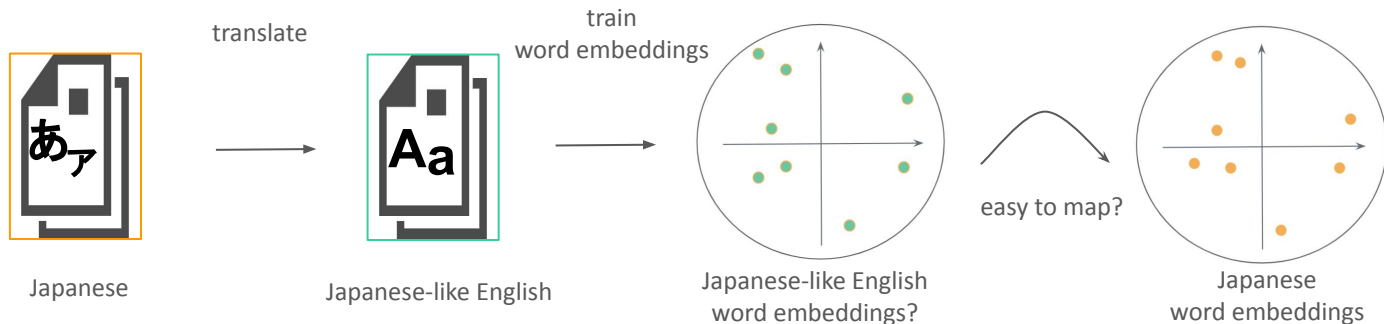 translate
train
word embeddings
あァ
Aa
easy to map?
Japanese
Japanese-like English
Japanese-like English
word embeddings?
Japanese
word embeddings